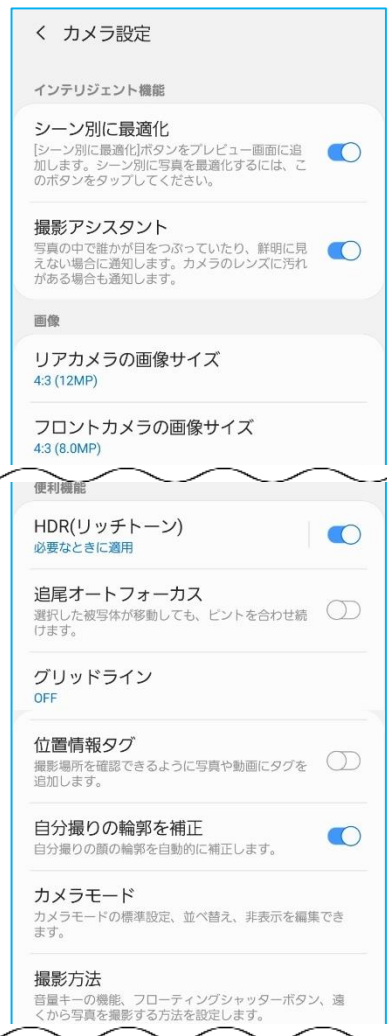 カメラ設定
インテリジェント機能
シーン別に最適化
[シーン別に最適化]ボタンをプレビュー画面に追
加します。シーン別に写真を最適化するには、こ
のボタンをタップしてください。
撮影アシスタント
写真の中で誰かが目をつぶっていたり、鮮明に見
えない場合に通知します。カメラのレンズに汚れ
がある場合も通知します。
画像
リアカメラの画像サイズ
4:3 (12MP)
フロントカメラの画像サイズ
4:3 (8.0MP)
便利機能
HDR(リッチトーン)
必要なときに適用
追尾オートフォーカス
選択した被写体が移動しても、ピントを合わせ続
けます。
グリッドライン
OFF
位置情報タグ
撮影場所を確認できるように写真や動画にタグを
追加します。
自分撮りの輪郭を補正
自分撮りの顔の輪郭を自動的に補正します。
カメラモード
カメラモードの標準設定、並べ替え、非表示を編集でき
ます。
撮影方法
音量キーの機能、フローティングシャッターボタン、遠
くから写真を撮影する方法を設定します。